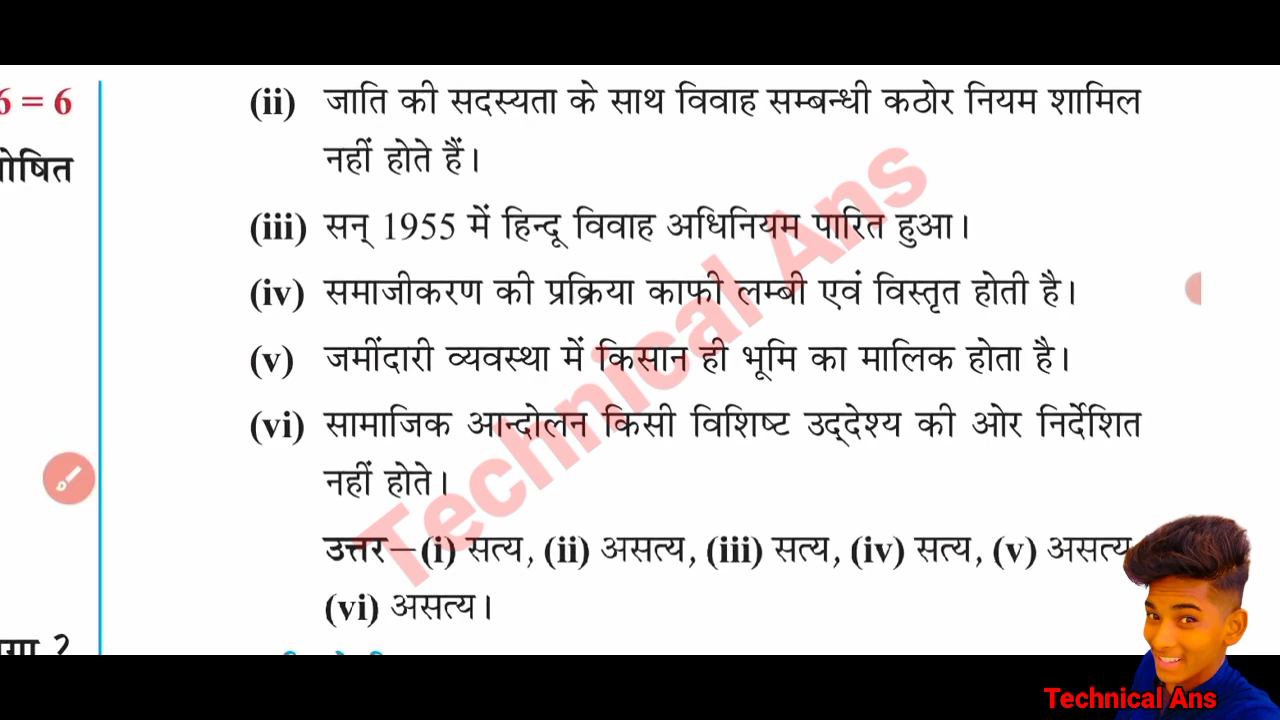 6 = 6
(ii) जाति की सदस्यता के साथ विवाह सम्बन्धी कठोर नियम शामिल
नहीं होते हैं।
(iii) सन् 1955 में हिन्दू विवाह अधिनियम पारित हुआ।
(iv) समाजीकरण की प्रक्रिया काफी लम्बी एवं विस्तृत होती है।
(v) जमींदारी व्यवस्था में किसान ही भूमि का मालिक होता है।
(vi) सामाजिक आन्दोलन किसी विशिष्ट उद्देश्य की ओर निर्देशित
नहीं होते।
उत्तर—(i) सत्य, (ii) असत्य, (iii) सत्य, (iv) सत्य, (v) असत्य
(vi) असत्य।
Technical Ans
Technical Ans